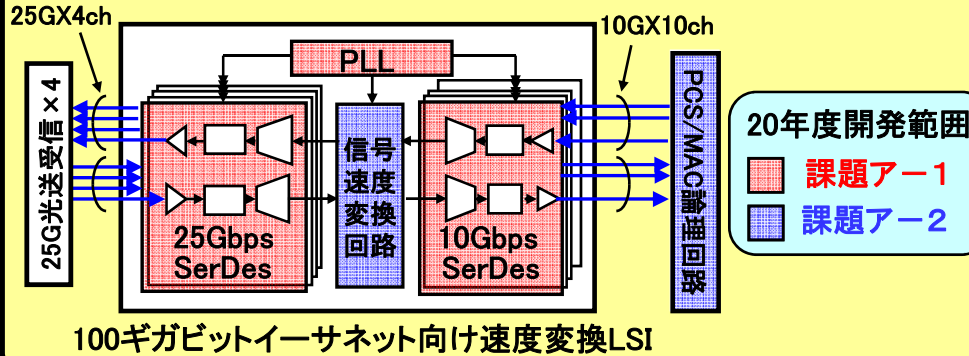 25GX4ch
10GX10ch
PLL
25G光送受信×4
信号
速度
変換
回路
PCS/MAC論理回路
25Gbps
SerDes
10Gbps
SerDes
20年度開発範囲
課題アー1
課題アー2
100ギガビットイーサネット向け速度変換LSI